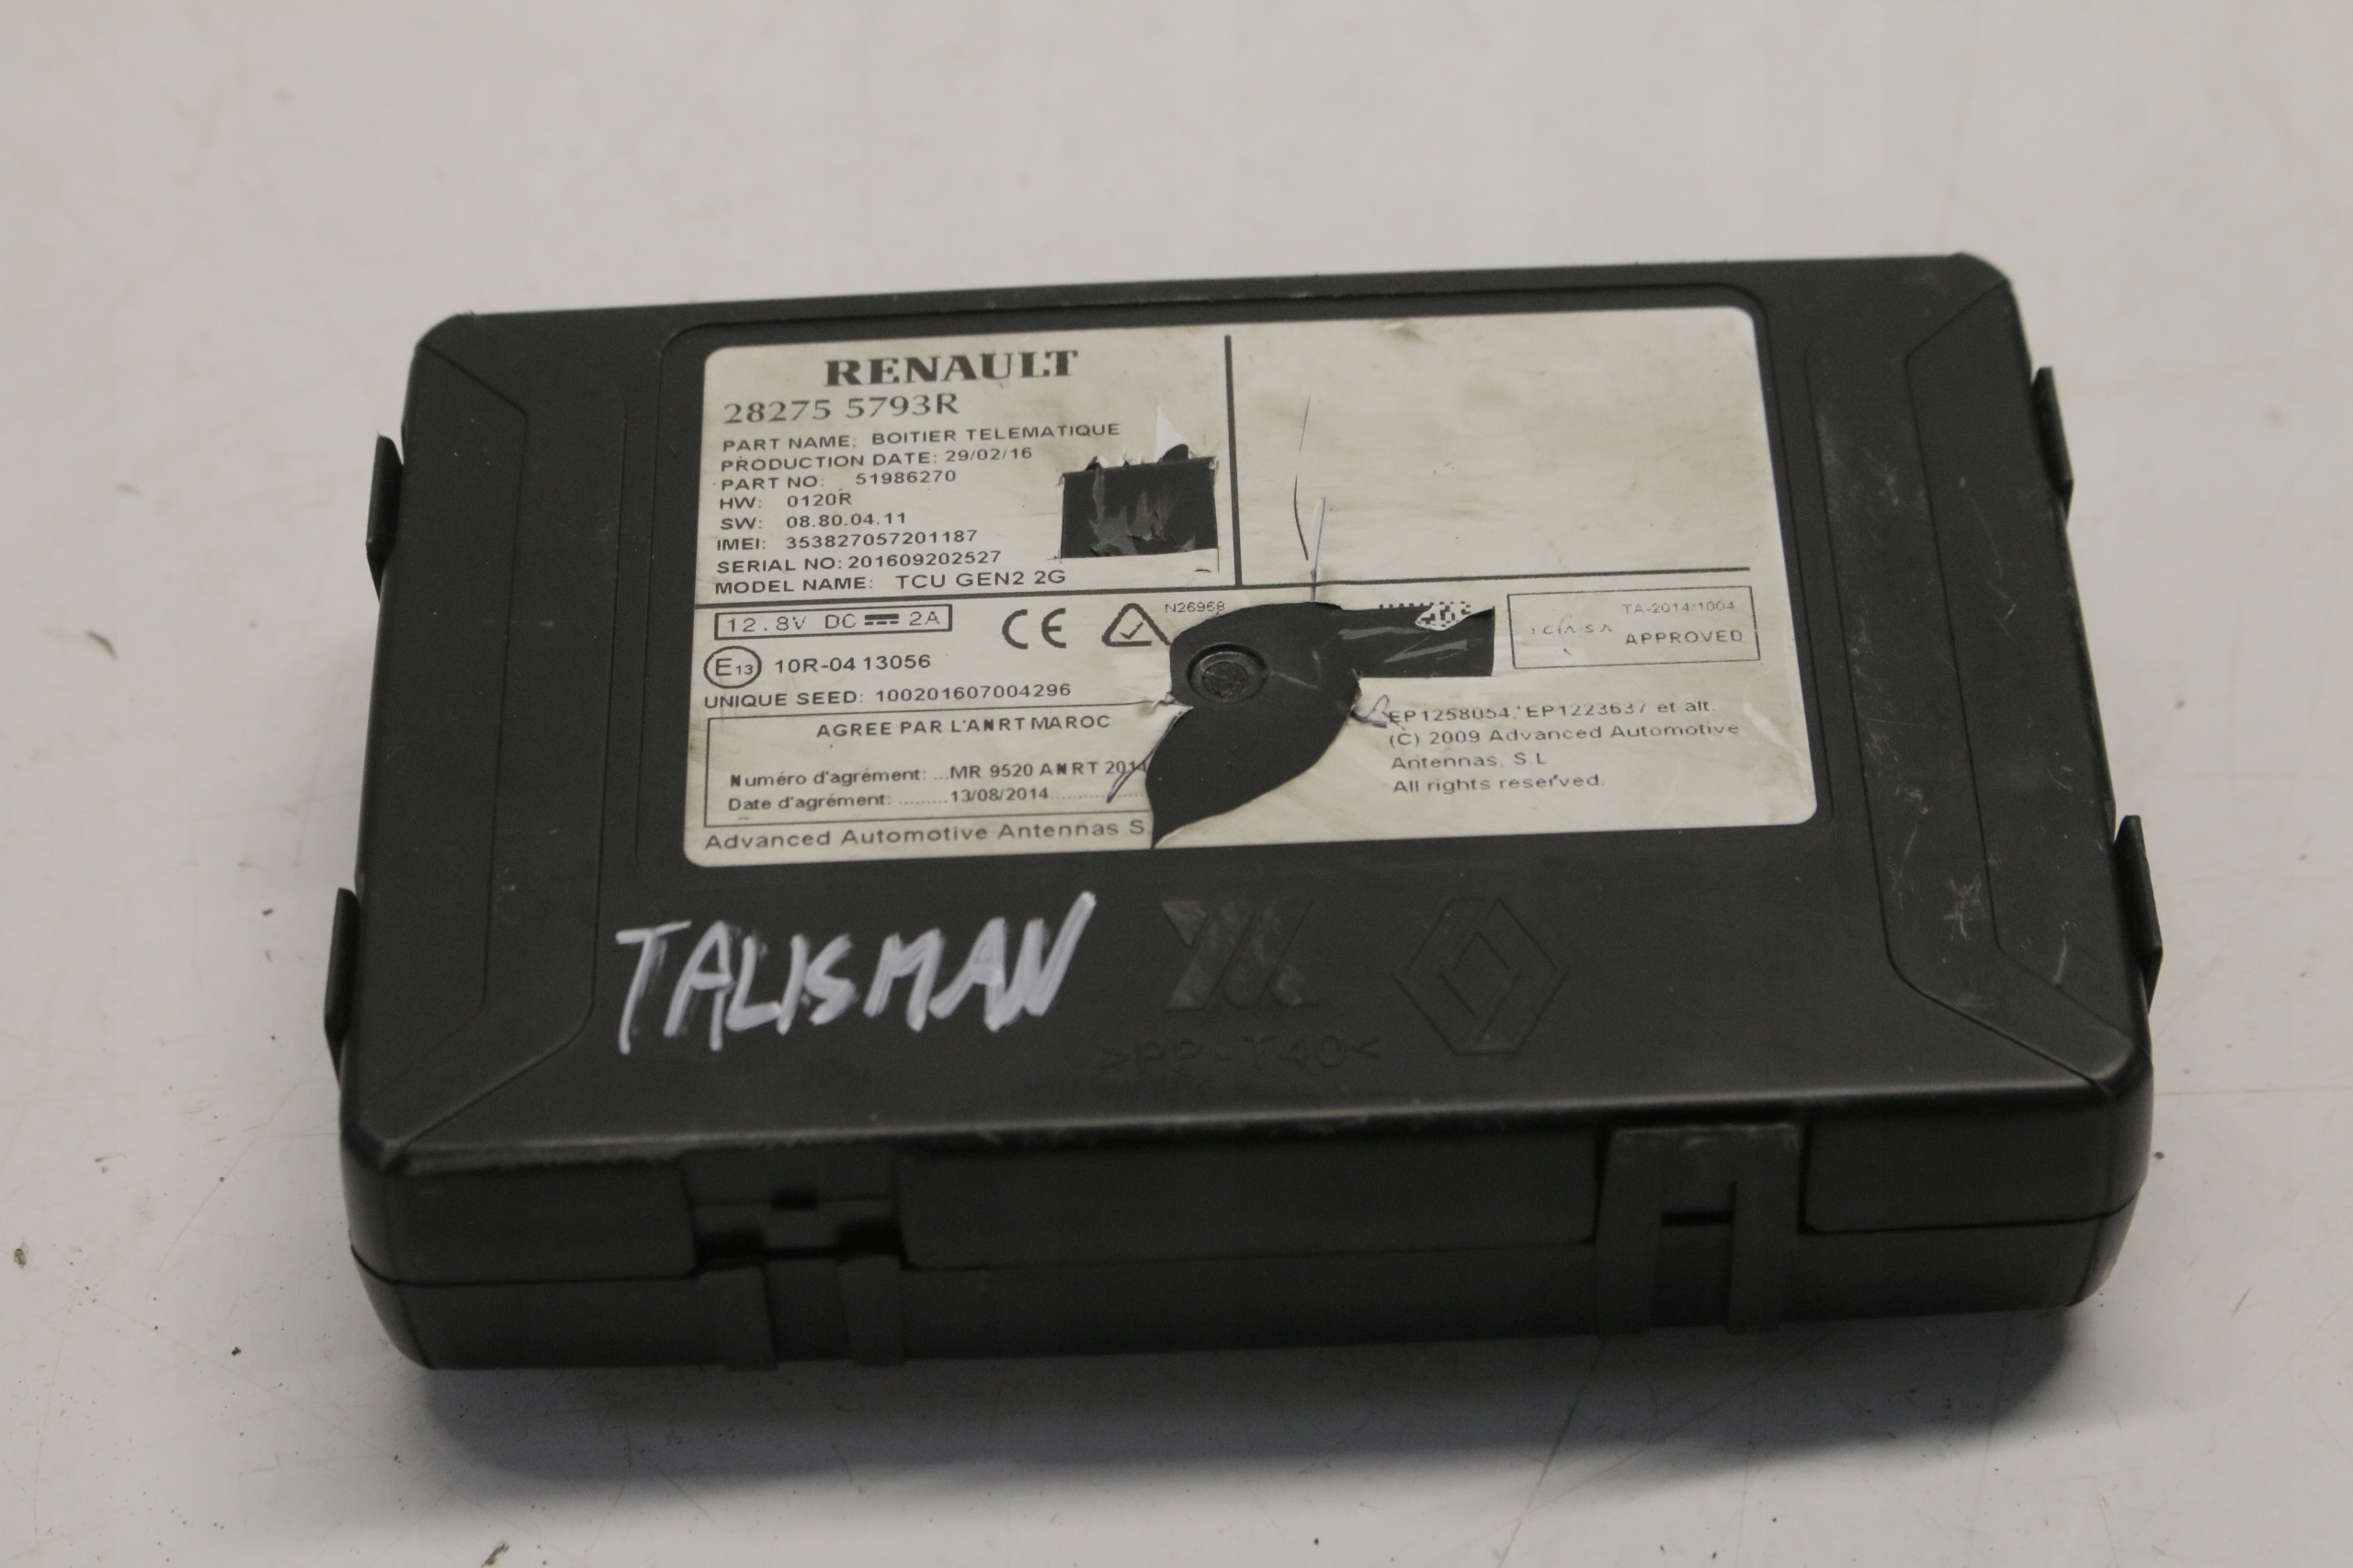 RENAULT
28275 5793R
PART NAME: BOITIER TELEMATIQUE
PRODUCTION DATE: 29/02/16
PART NO: 51986270
HW: 0120R
SW: 08.80.04.11
IMEI: 353827057201187
SERIAL NO: 201609202527
MODEL NAME: TCU GEN2 2G
12.8V DC 2A
CE
N26968
E13 10R-04 13056
UNIQUE SEED: 100201607004296
AGREE PAR L'ANRT MAROC
Numéro d'agrément: ...MR 9520 ANRT 2014
Date d'agrément: .........13/08/2014
Advanced Automotive Antennas S.
TA-2014/1004
ICASA APPROVED
EP1258054, EP1223637 et alt.
(C) 2009 Advanced Automotive
Antennas, S.L
All rights reserved.
TALISMAN
>PP-T40<